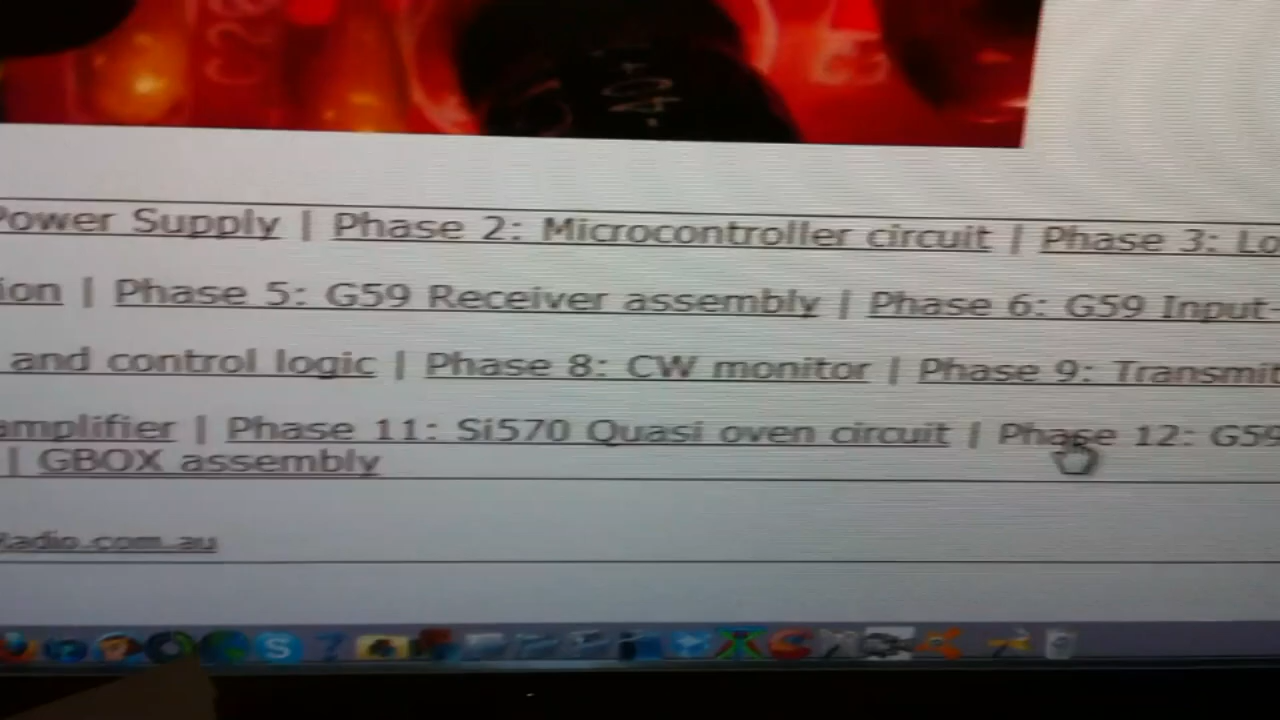 Power Supply | Phase 2: Microcontroller circuit | Phase 3: Lo
ion | Phase 5: G59 Receiver assembly | Phase 6: G59 Input-
and control logic | Phase 8: CW monitor | Phase 9: Transmit
amplifier | Phase 11: Si570 Quasi oven circuit | Phase 12: G59
| GBOX assembly
Radio.com.au